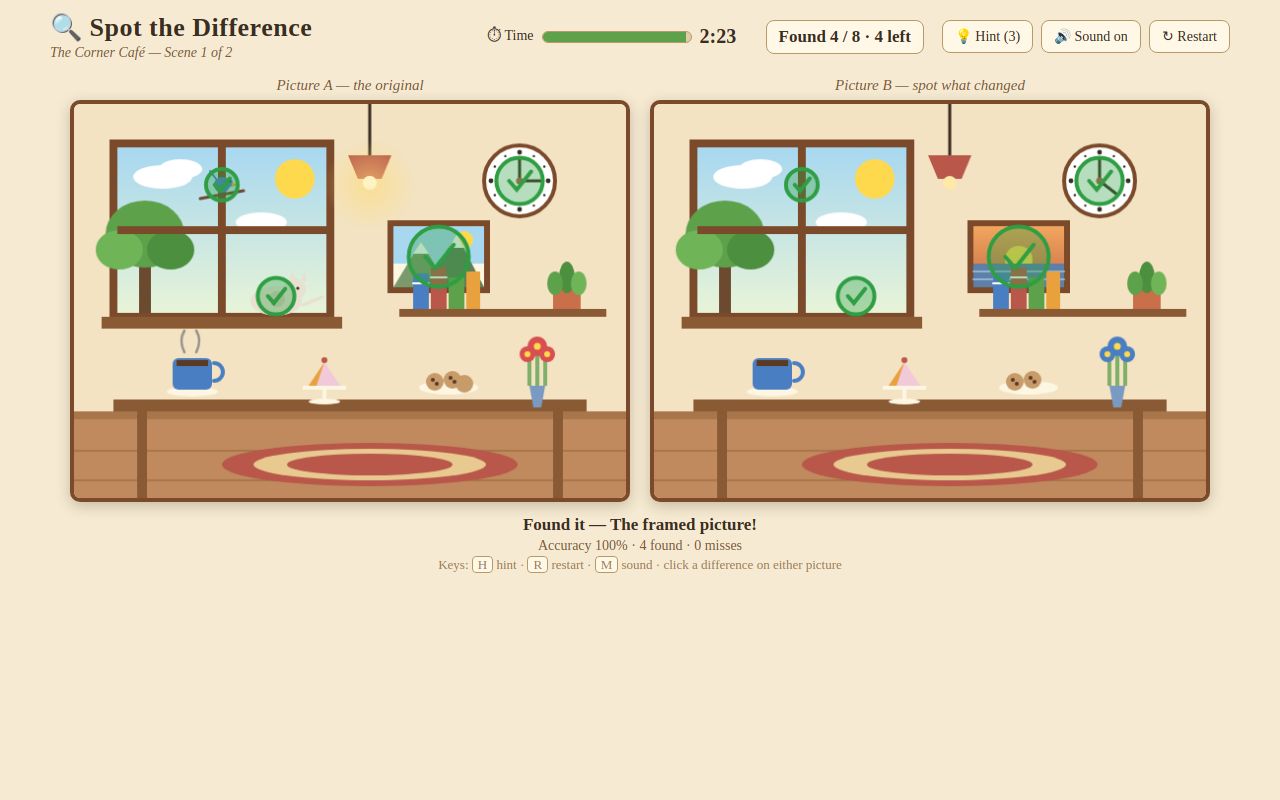 🔍 Spot the Difference
The Corner Café — Scene 1 of 2
⏱ Time 2:23
Found 4 / 8 · 4 left
💡 Hint (3)
🔊 Sound on
↻ Restart
Picture A — the original
Picture B — spot what changed
Found it — The framed picture!
Accuracy 100% · 4 found · 0 misses
Keys: H hint · R restart · M sound · click a difference on either picture